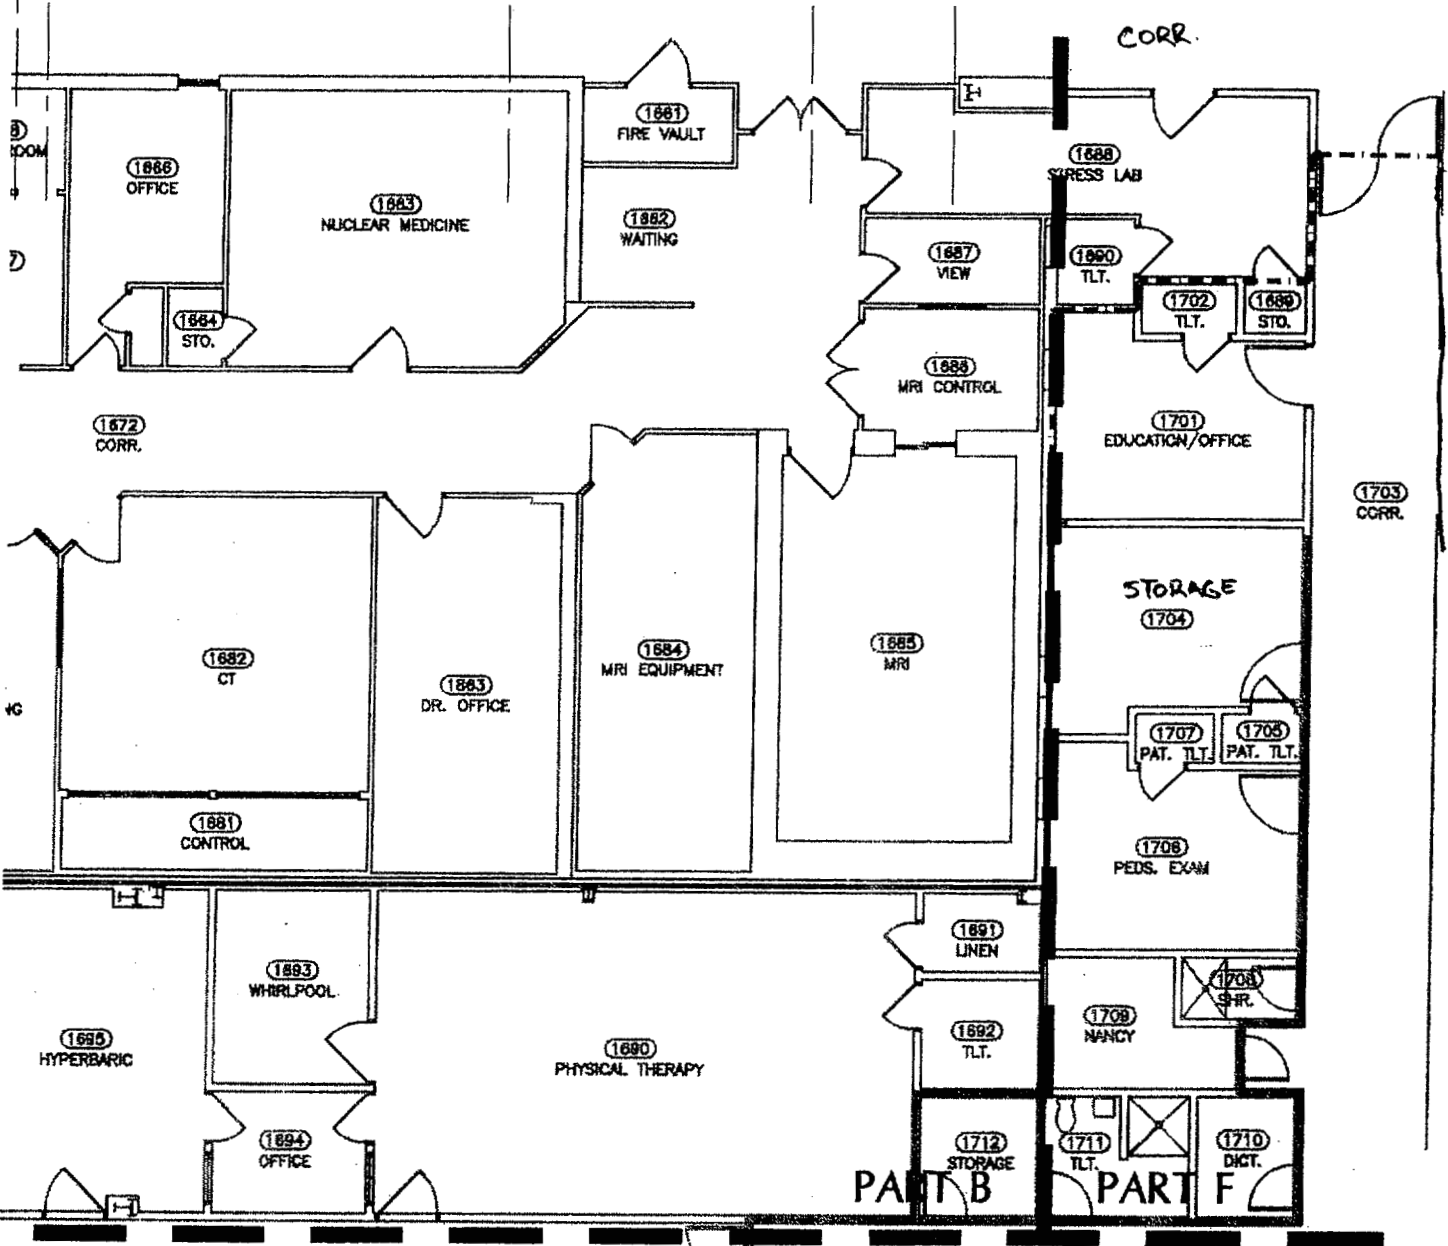 CORR.
1661
FIRE VAULT
1666
OFFICE
1663
NUCLEAR MEDICINE
1662
WAITING
1688
STRESS LAB
1687
VIEW
1690
TLT.
1702
TLT.
1689
STO.
1664
STO.
1686
MRI CONTROL
1672
CORR.
1701
EDUCATION/OFFICE
1703
CORR.
STORAGE
1704
1682
CT
1683
DR. OFFICE
1684
MRI EQUIPMENT
1685
MRI
1707
PAT. TLT.
1705
PAT. TLT.
1681
CONTROL
1706
PEDS. EXAM
1691
LINEN
1693
WHIRLPOOL
1708
SHR.
1695
HYPERBARIC
1690
PHYSICAL THERAPY
1692
TLT.
1709
NANCY
1694
OFFICE
1712
STORAGE
1711
TLT.
1710
DICT.
PART B
PART F